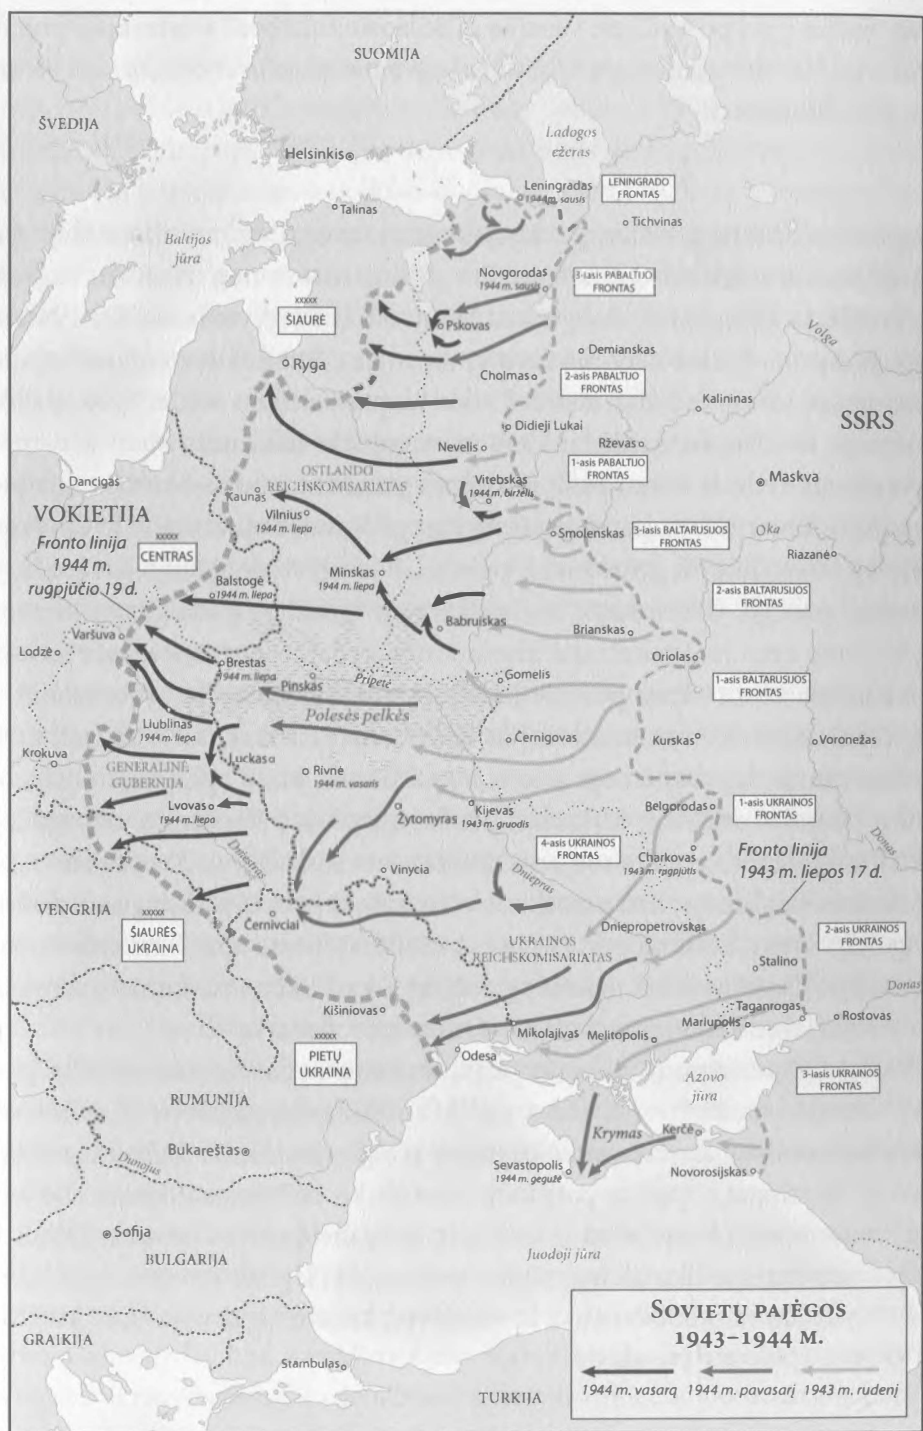 SUOMIJA
ŠVEDIJA
Ladogos
ežeras
Helsinkis
Leningradas
1944 m. sausis
LENINGRADO
FRONTAS
Talinas
Tichvinas
Baltijos
jūra
Novgorodas
1944 m. sausis
3-iasis PABALTIJO
FRONTAS
xxxxx
ŠIAURĖ
Pskovas
Volga
Demianskas
Ryga
Cholmas
2-asis PABALTIJO
FRONTAS
Kalininas
SSRS
Didieji Lukai
Rževas
Nevelis
1-asis PABALTIJO
FRONTAS
OSTLANDO
REICHSKOMISARIATAS
Vitebskas
1944 m. birželis
Maskva
Dancigas
Kaunas
VOKIETIJA
Vilnius
1944 m. liepa
Fronto linija
1944 m.
rugpjūčio 19 d.
xxxxx
CENTRAS
Smolenskas
3-iasis BALTARUSIJOS
FRONTAS
Oka
Riazanė
Minskas
1944 m. liepa
Balstogė
1944 m. liepa
2-asis BALTARUSIJOS
FRONTAS
Babruiskas
Brianskas
Varšuva
Lodzė
Oriolas
Brestas
1944 m. liepa
Pinskas
Pripetė
Gomelis
1-asis BALTARUSIJOS
FRONTAS
Polesės pelkės
Liublinas
1944 m. liepa
Černigovas
Kurskas
Voronežas
Krokuva
GENERALINĖ
GUBERNIJA
Luckas
Rivnė
1944 m. vasaris
Lvovas
1944 m. liepa
Žytomyras
Kijevas
1943 m. gruodis
Belgorodas
1-asis UKRAINOS
FRONTAS
4-asis UKRAINOS
FRONTAS
Charkovas
1943 m. rugpjūtis
Fronto linija
1943 m. liepos 17 d.
Dniestras
Vinycia
Dniepras
VENGRIJA
xxxxx
ŠIAURĖS
UKRAINA
Černivciai
Dniepropetrovskas
2-asis UKRAINOS
FRONTAS
UKRAINOS
REICHSKOMISARIATAS
Stalino
Donas
Kišiniovas
Taganrogas
Rostovas
Mikolajivas
Melitopolis
Mariupolis
xxxxx
PIETŲ
UKRAINA
Odesa
3-iasis UKRAINOS
FRONTAS
Azovo
jūra
RUMUNIJA
Krymas
Kerčė
Bukareštas
Dunojus
Sevastopolis
1944 m. gegužė
Novorosijskas
Sofija
BULGARIJA
Juodoji jūra
GRAIKIJA
Stambulas
TURKIJA
SOVIETŲ PAJĖGOS
1943–1944 M.
1944 m. vasarą 1944 m. pavasarį 1943 m. rudenį